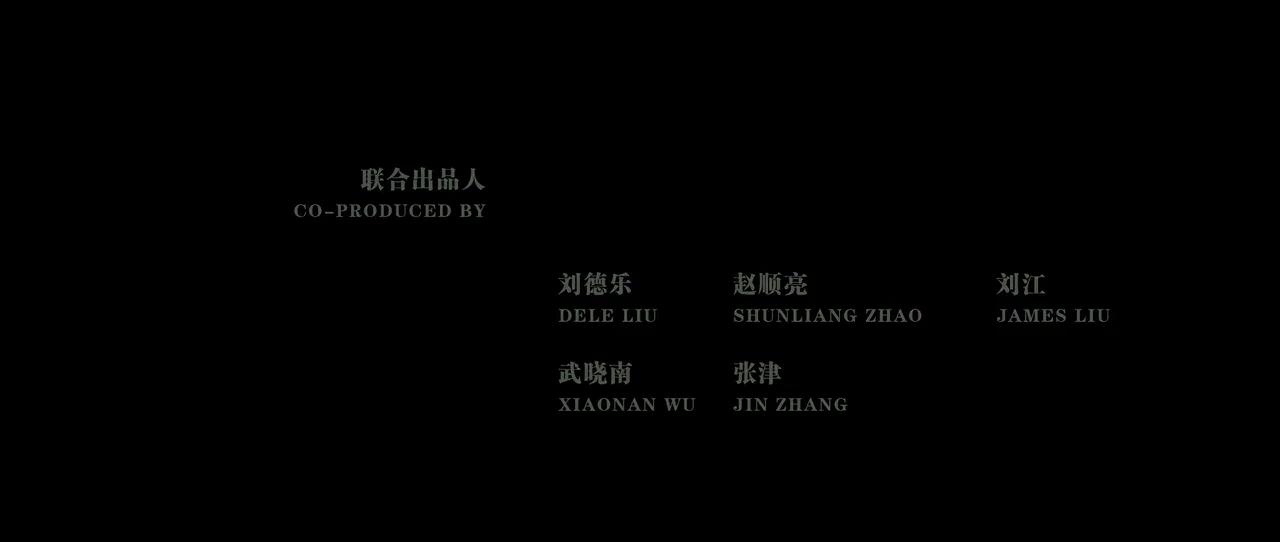 联合出品人
CO-PRODUCED BY
刘德乐 赵顺亮 刘江
DELE LIU SHUNLIANG ZHAO JAMES LIU
武晓南 张津
XIAONAN WU JIN ZHANG